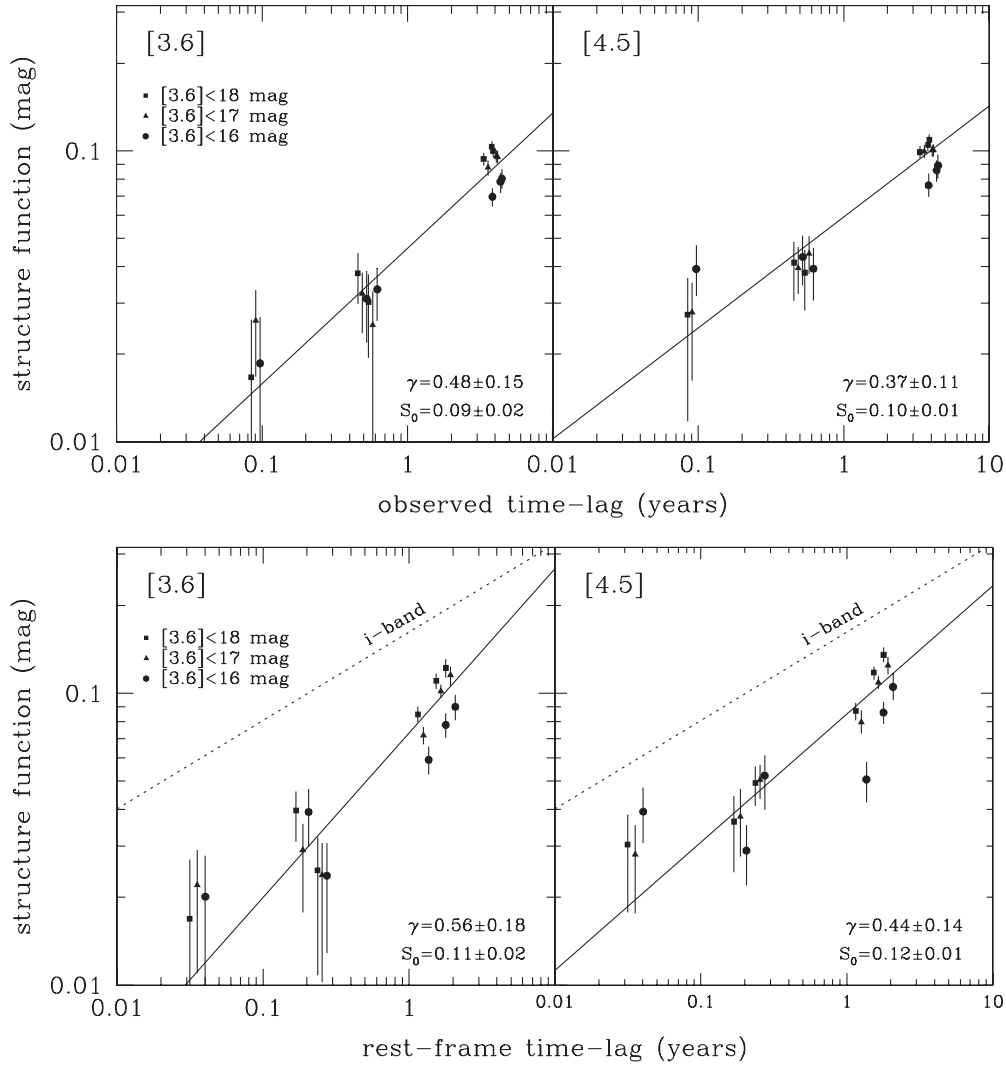 [3.6]
[4.5]
[3.6]<18 mag
[3.6]<17 mag
[3.6]<16 mag
structure function (mag)
0.1
0.01
γ=0.48±0.15
S₀=0.09±0.02
γ=0.37±0.11
S₀=0.10±0.01
0.01
0.1
1
0.01
0.1
1
10
observed time-lag (years)
[3.6]
[4.5]
i-band
i-band
[3.6]<18 mag
[3.6]<17 mag
[3.6]<16 mag
structure function (mag)
0.1
0.01
γ=0.56±0.18
S₀=0.11±0.02
γ=0.44±0.14
S₀=0.12±0.01
0.01
0.1
1
0.01
0.1
1
10
rest-frame time-lag (years)